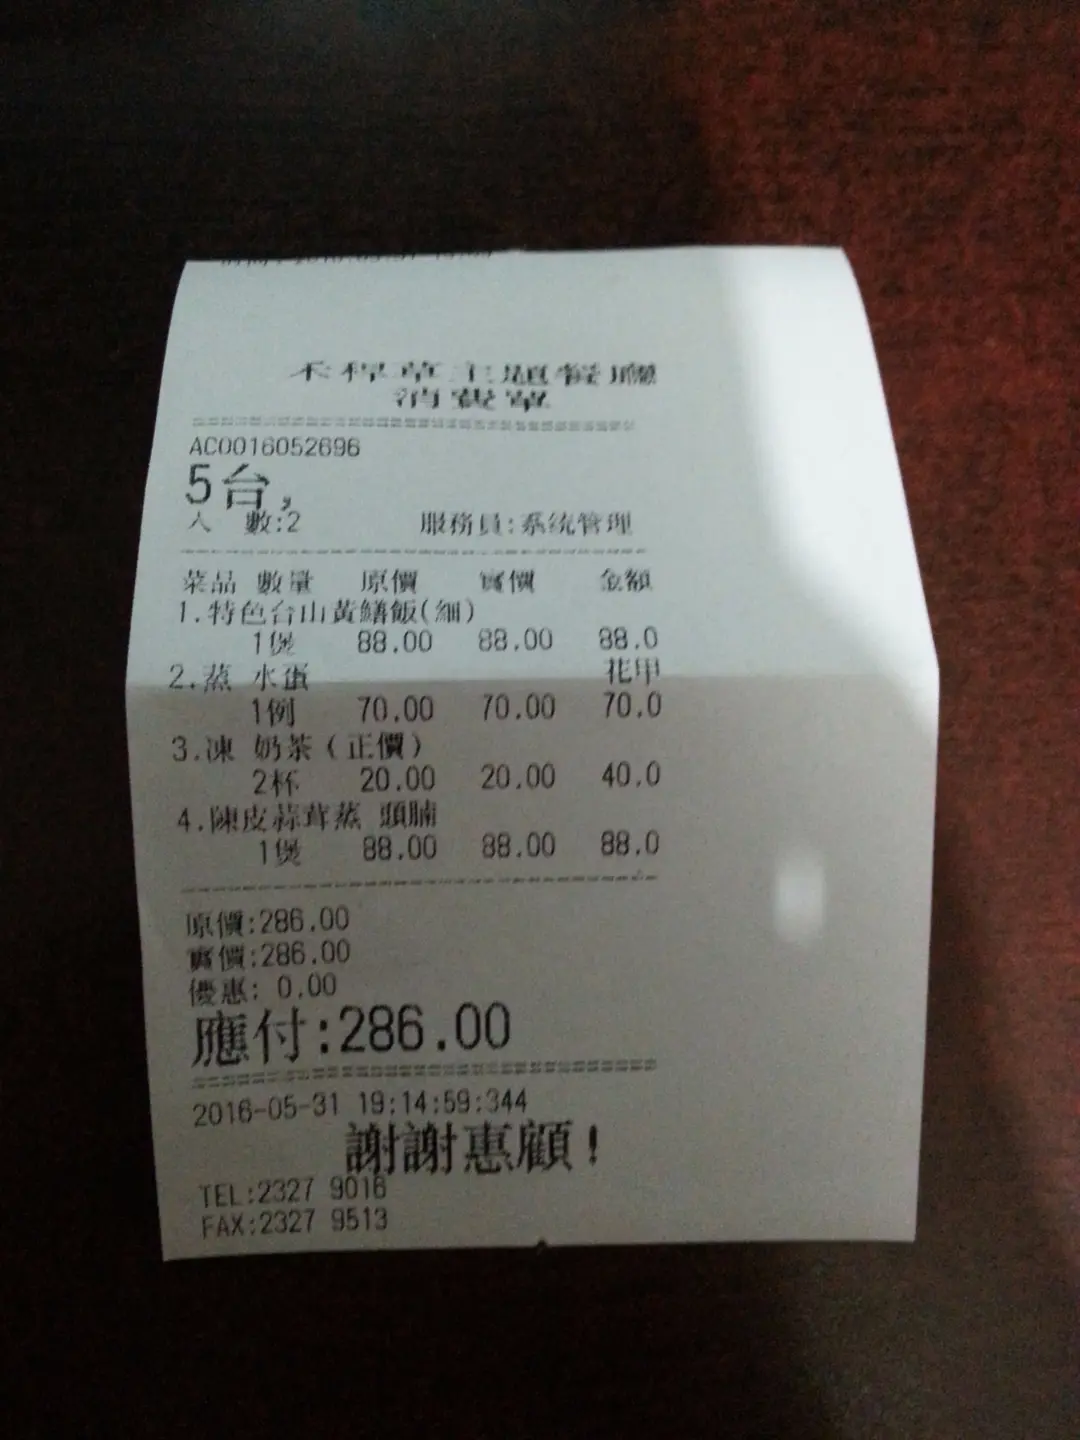 禾稈草主題餐廳
消費單
AC0016052696
5台,
人 數:2 服務員:系統管理
菜品 數量 原價 實價 金額
1.特色台山黃鱔飯(細)
1煲 88.00 88.00 88.0
2.蒸 水蛋 花甲
1例 70.00 70.00 70.0
3.凍 奶茶(正價)
2杯 20.00 20.00 40.0
4.陳皮蒜茸蒸 頭腩
1煲 88.00 88.00 88.0
原價:286.00
實價:286.00
優惠: 0.00
應付:286.00
2016-05-31 19:14:59:344
謝謝惠顧!
TEL:2327 9018
FAX:2327 9513